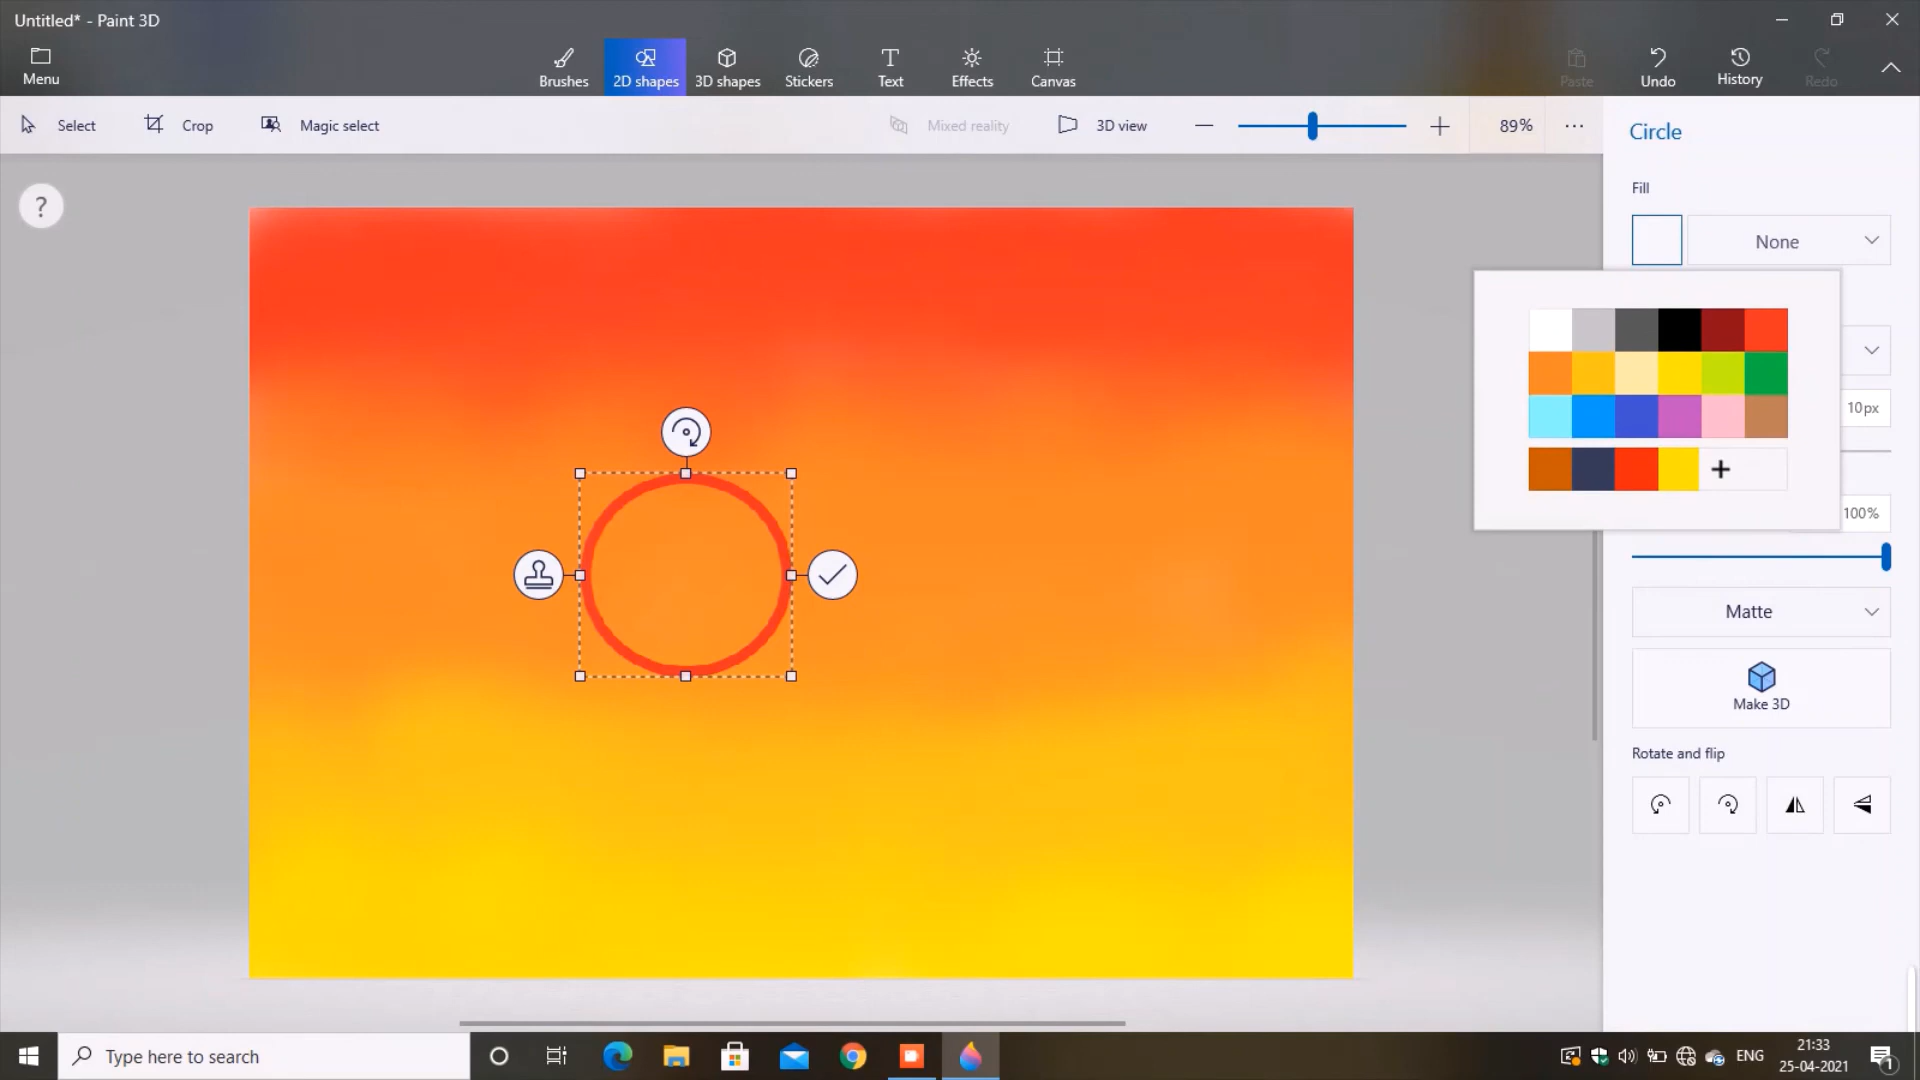 Untitled* - Paint 3D
Menu
Brushes
2D shapes
3D shapes
Stickers
Text
Effects
Canvas
Paste
Undo
History
Redo
Select
Crop
Magic select
Mixed reality
3D view
89%
Circle
Fill
None
10px
100%
Matte
Make 3D
Rotate and flip
Type here to search
ENG
21:33
25-04-2021
1